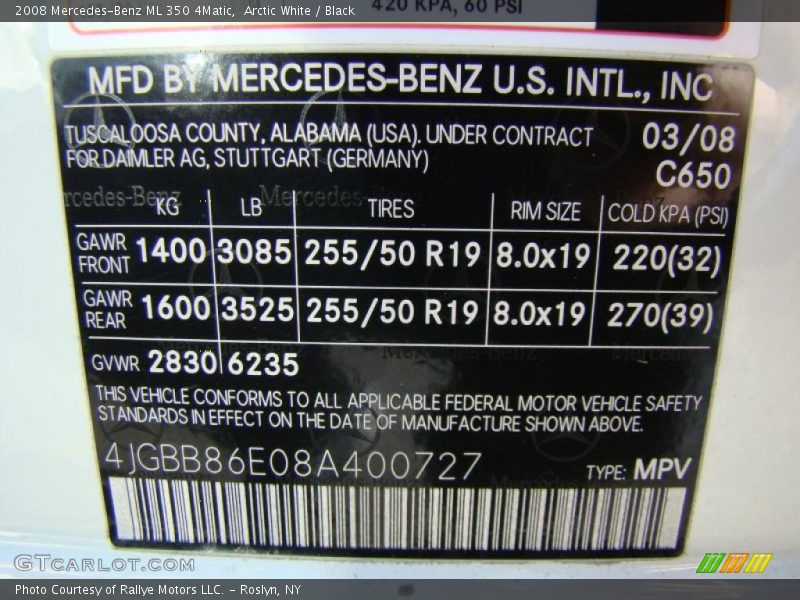 2008 Mercedes-Benz ML 350 4Matic, Arctic White / Black
420 KPA, 60 PSI
MFD BY MERCEDES-BENZ U.S. INTL., INC
TUSCALOOSA COUNTY, ALABAMA (USA). UNDER CONTRACT 03/08
FOR DAIMLER AG, STUTTGART (GERMANY) C650
KG LB TIRES RIM SIZE COLD KPA (PSI)
GAWR FRONT 1400 3085 255/50 R19 8.0x19 220(32)
GAWR REAR 1600 3525 255/50 R19 8.0x19 270(39)
GVWR 2830 6235
THIS VEHICLE CONFORMS TO ALL APPLICABLE FEDERAL MOTOR VEHICLE SAFETY
STANDARDS IN EFFECT ON THE DATE OF MANUFACTURE SHOWN ABOVE.
4JGBB86E08A400727 TYPE: MPV
GTCARLOT.COM
Photo Courtesy of Rallye Motors LLC. - Roslyn, NY